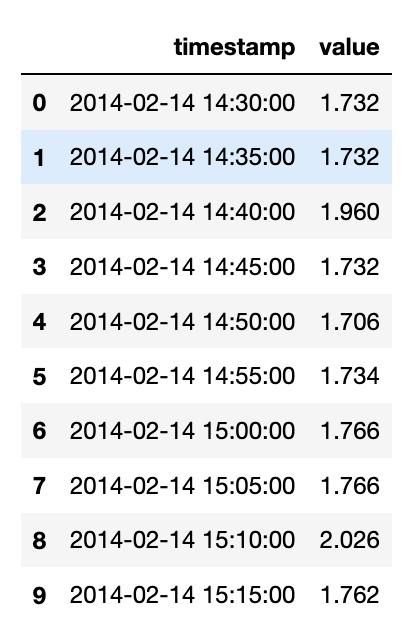 timestamp value
0 2014-02-14 14:30:00 1.732
1 2014-02-14 14:35:00 1.732
2 2014-02-14 14:40:00 1.960
3 2014-02-14 14:45:00 1.732
4 2014-02-14 14:50:00 1.706
5 2014-02-14 14:55:00 1.734
6 2014-02-14 15:00:00 1.766
7 2014-02-14 15:05:00 1.766
8 2014-02-14 15:10:00 2.026
9 2014-02-14 15:15:00 1.762